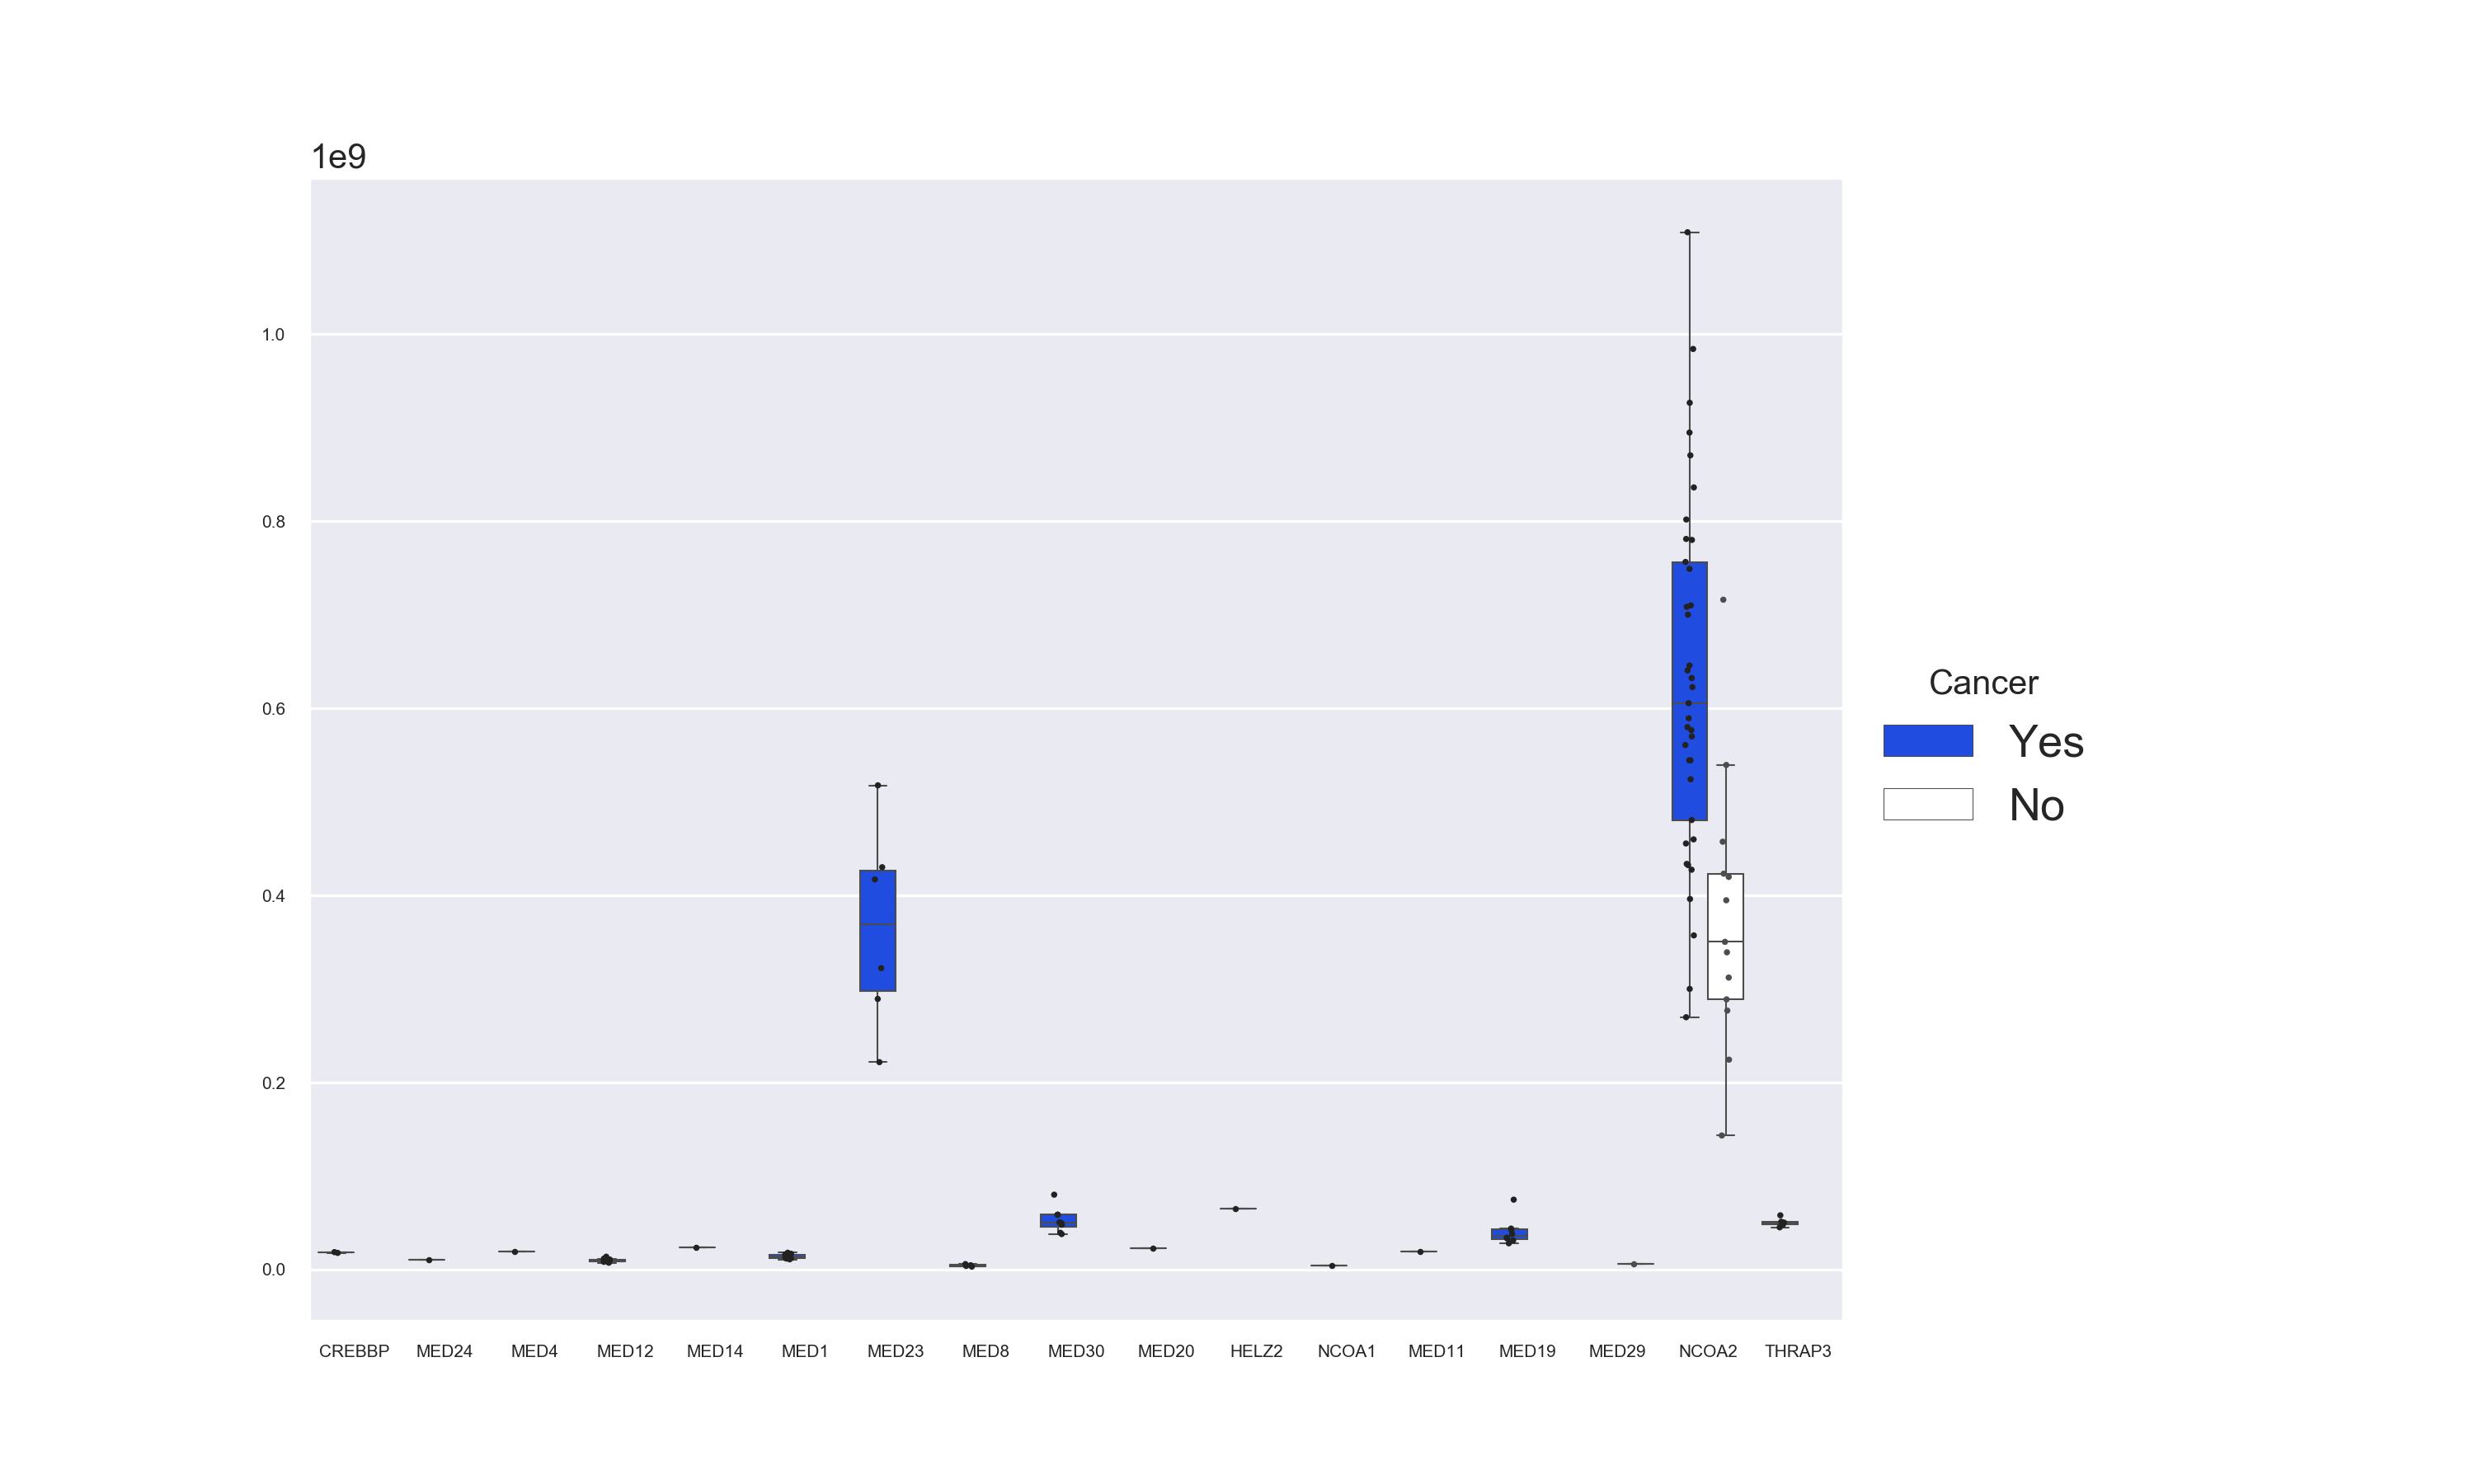 1e9
1.0
0.8
0.6
0.4
0.2
0.0
CREBBP MED24 MED4 MED12 MED14 MED1 MED23 MED8 MED30 MED20 HELZ2 NCOA1 MED11 MED19 MED29 NCOA2 THRAP3
Cancer
Yes
No